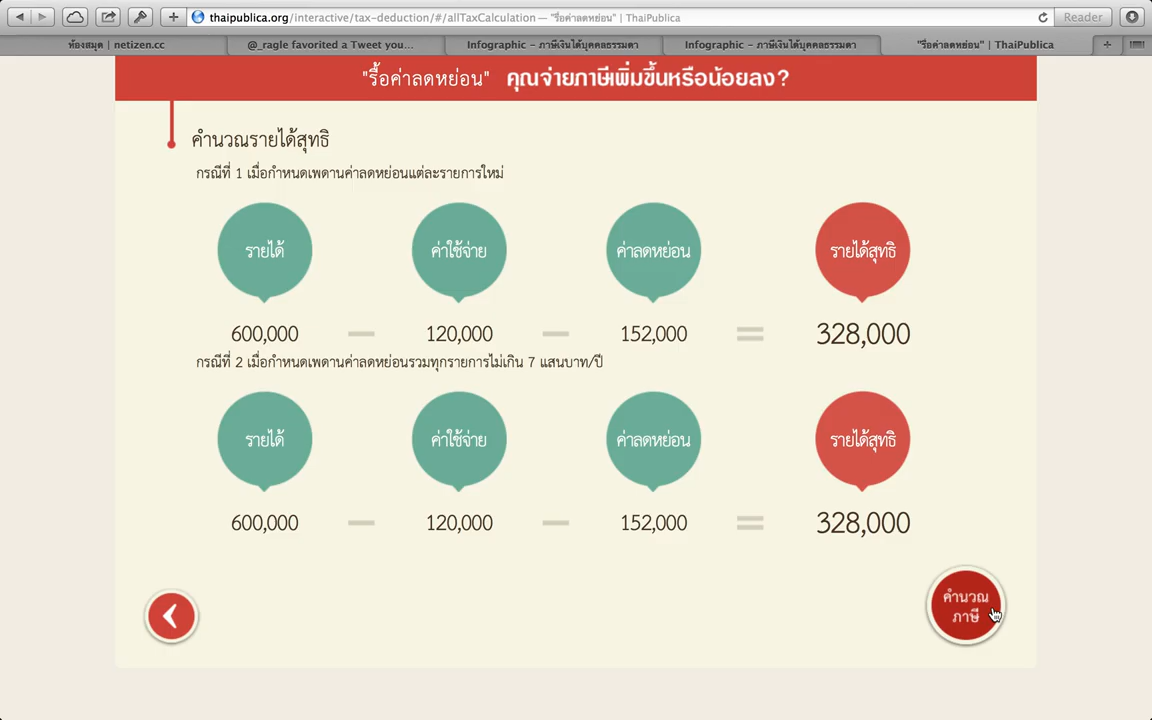 thaipublica.org/interactive/tax-deduction/#/allTaxCalculation — "รื้อค่าลดหย่อน" | ThaiPublica
Reader
ห้องสมุด | netizen.cc
@_ragle favorited a Tweet you...
Infographic - ภาษีเงินได้บุคคลธรรมดา
Infographic - ภาษีเงินได้บุคคลธรรมดา
"รื้อค่าลดหย่อน" | ThaiPublica
"รื้อค่าลดหย่อน" คุณจ่ายภาษีเพิ่มขึ้นหรือน้อยลง?
คำนวณรายได้สุทธิ
กรณีที่ 1 เมื่อกำหนดเพดานค่าลดหย่อนแต่ละรายการใหม่
รายได้ ค่าใช้จ่าย ค่าลดหย่อน รายได้สุทธิ
600,000 — 120,000 — 152,000 = 328,000
กรณีที่ 2 เมื่อกำหนดเพดานค่าลดหย่อนรวมทุกรายการไม่เกิน 7 แสนบาท/ปี
รายได้ ค่าใช้จ่าย ค่าลดหย่อน รายได้สุทธิ
600,000 — 120,000 — 152,000 = 328,000
คำนวณ
ภาษี